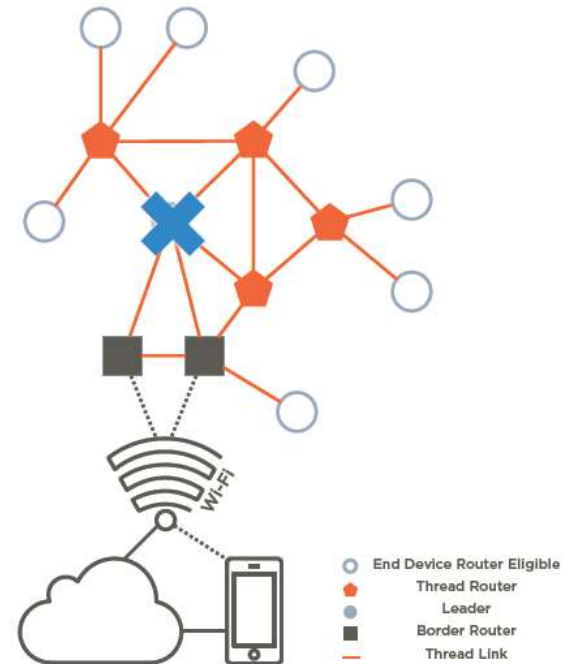 Wi-Fi
End Device Router Eligible
Thread Router
Leader
Border Router
Thread Link